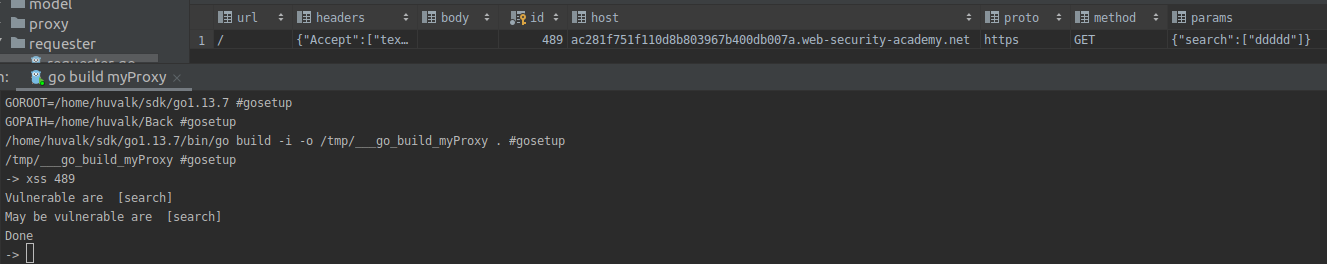 model
proxy
requester
requester.go
url headers body id host proto method params
1 / {"Accept":["tex… 489 ac281f751f110d8b803967b400db007a.web-security-academy.net https GET {"search":["ddddd"]}
n: go build myProxy ×
GOROOT=/home/huvalk/sdk/go1.13.7 #gosetup
GOPATH=/home/huvalk/Back #gosetup
/home/huvalk/sdk/go1.13.7/bin/go build -i -o /tmp/___go_build_myProxy . #gosetup
/tmp/___go_build_myProxy #gosetup
-> xss 489
Vulnerable are  [search]
May be vulnerable are  [search]
Done
->